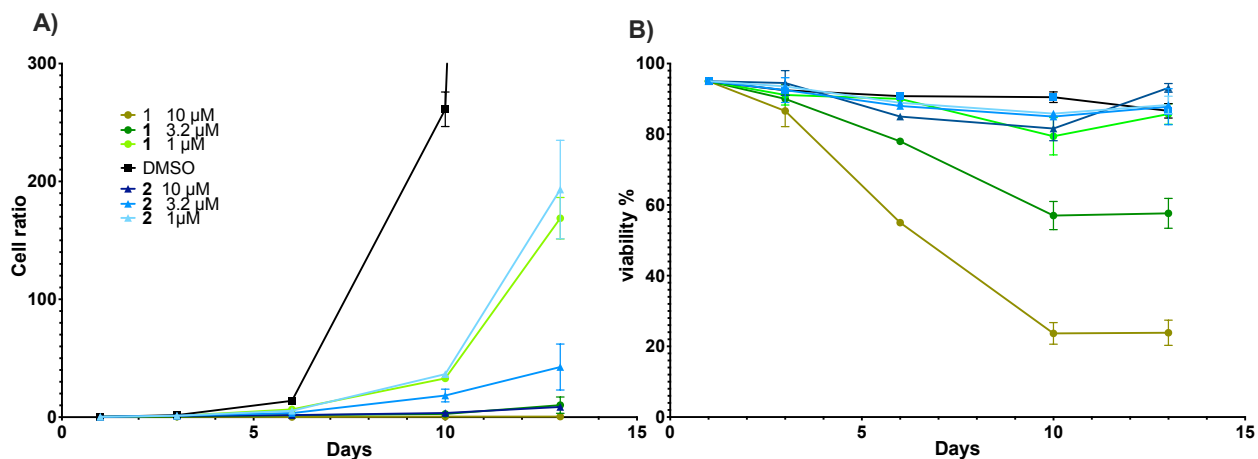 A)
300
200
100
0
Cell ratio
0
5
10
15
Days
1 10 µM
1 3.2 µM
1 1 µM
DMSO
2 10 µM
2 3.2 µM
2 1µM
B)
100
80
60
40
20
0
viability %
0
5
10
15
Days